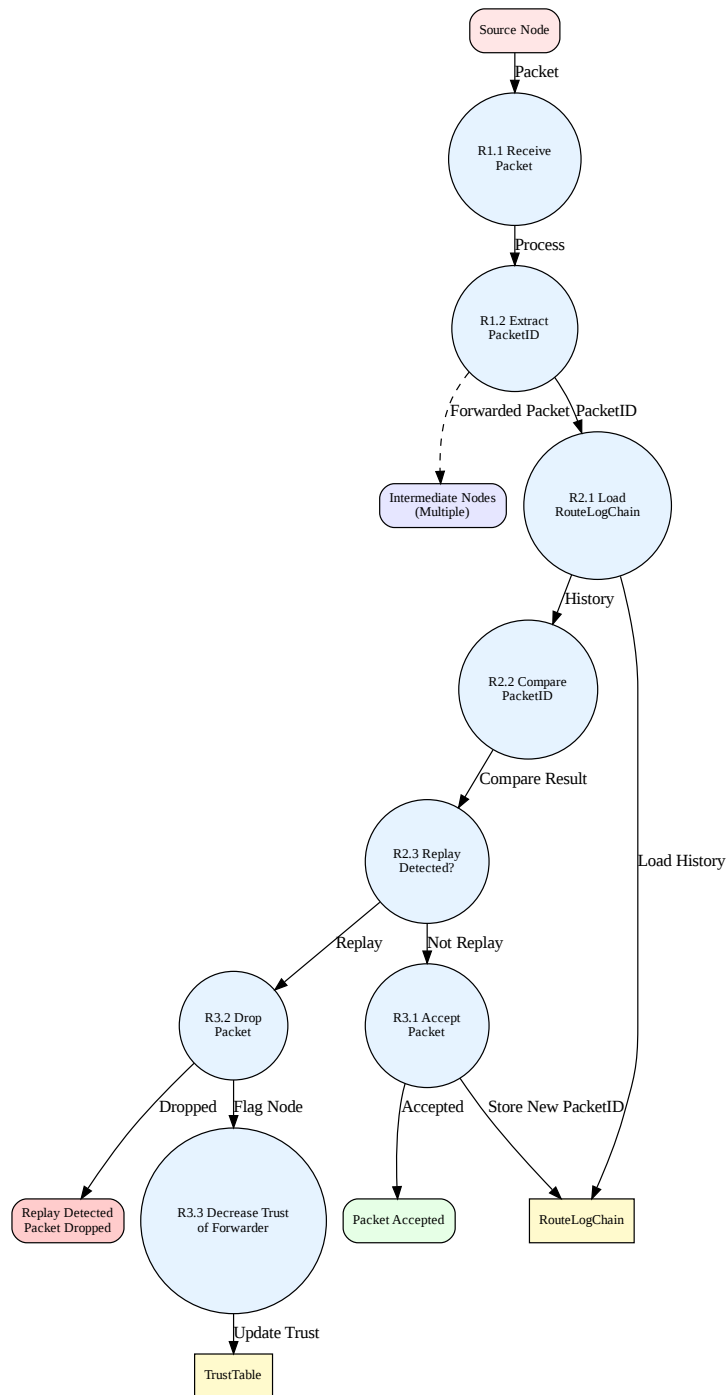 Source Node
Packet
R1.1 Receive
Packet
Process
R1.2 Extract
PacketID
Forwarded Packet
PacketID
Intermediate Nodes
(Multiple)
R2.1 Load
RouteLogChain
History
R2.2 Compare
PacketID
Compare Result
R2.3 Replay
Detected?
Load History
Replay
Not Replay
R3.2 Drop
Packet
R3.1 Accept
Packet
Dropped
Flag Node
Accepted
Store New PacketID
Replay Detected
Packet Dropped
R3.3 Decrease Trust
of Forwarder
Packet Accepted
RouteLogChain
Update Trust
TrustTable